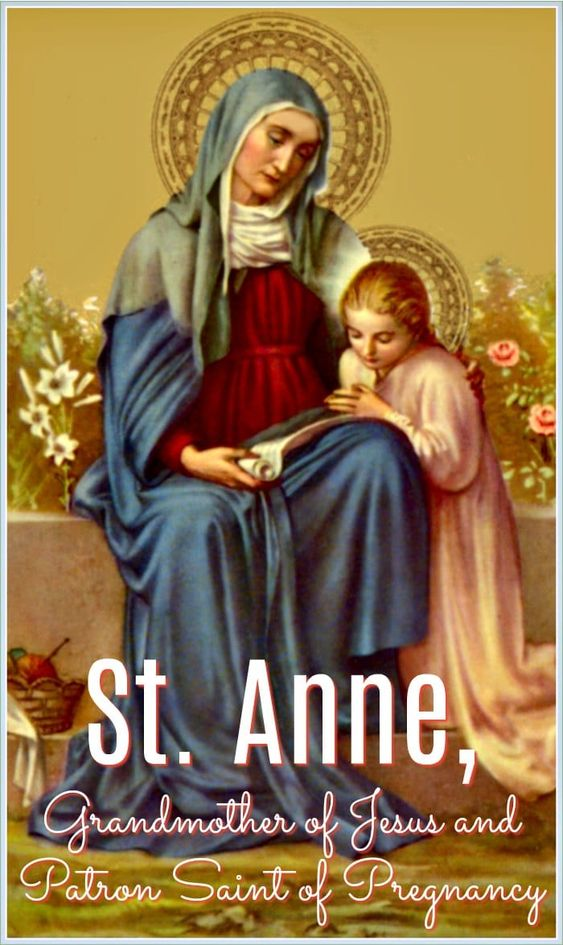 St. Anne,
Grandmother of Jesus and
Patron Saint of Pregnancy